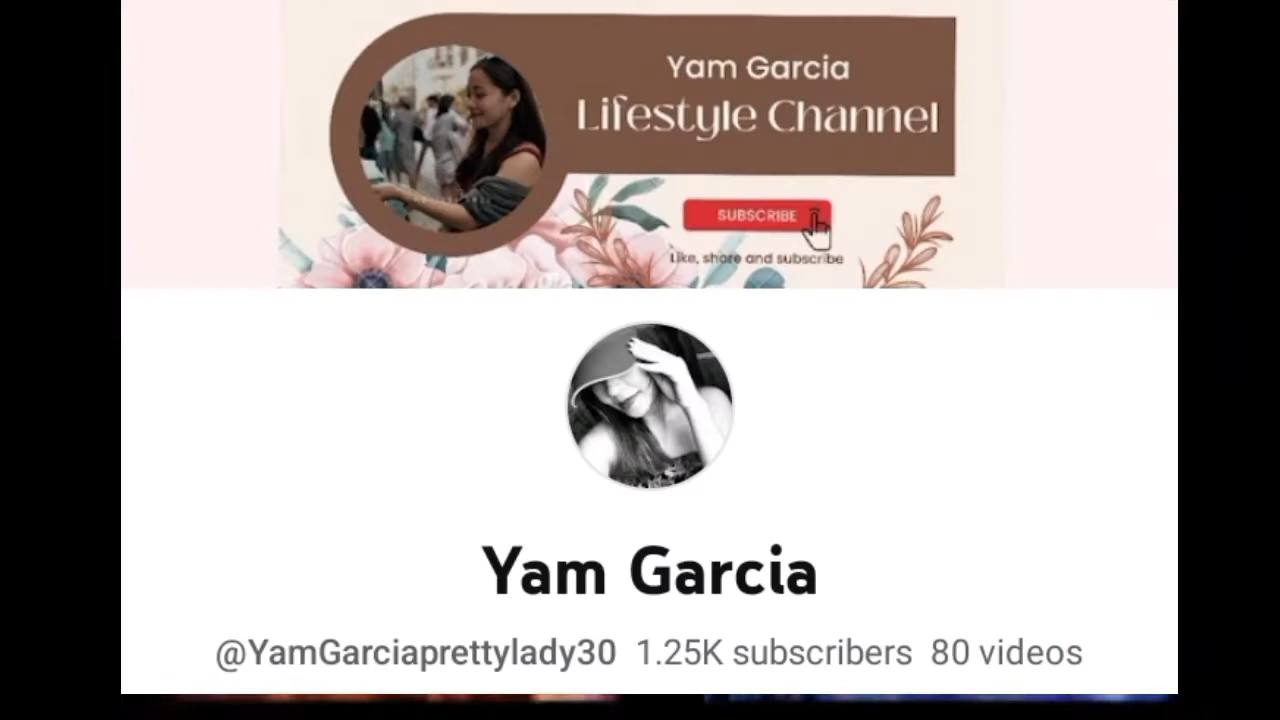 Yam Garcia
Lifestyle Channel
SUBSCRIBE
Like, share and subscribe
Yam Garcia
@YamGarciaprettylady30 1.25K subscribers 80 videos